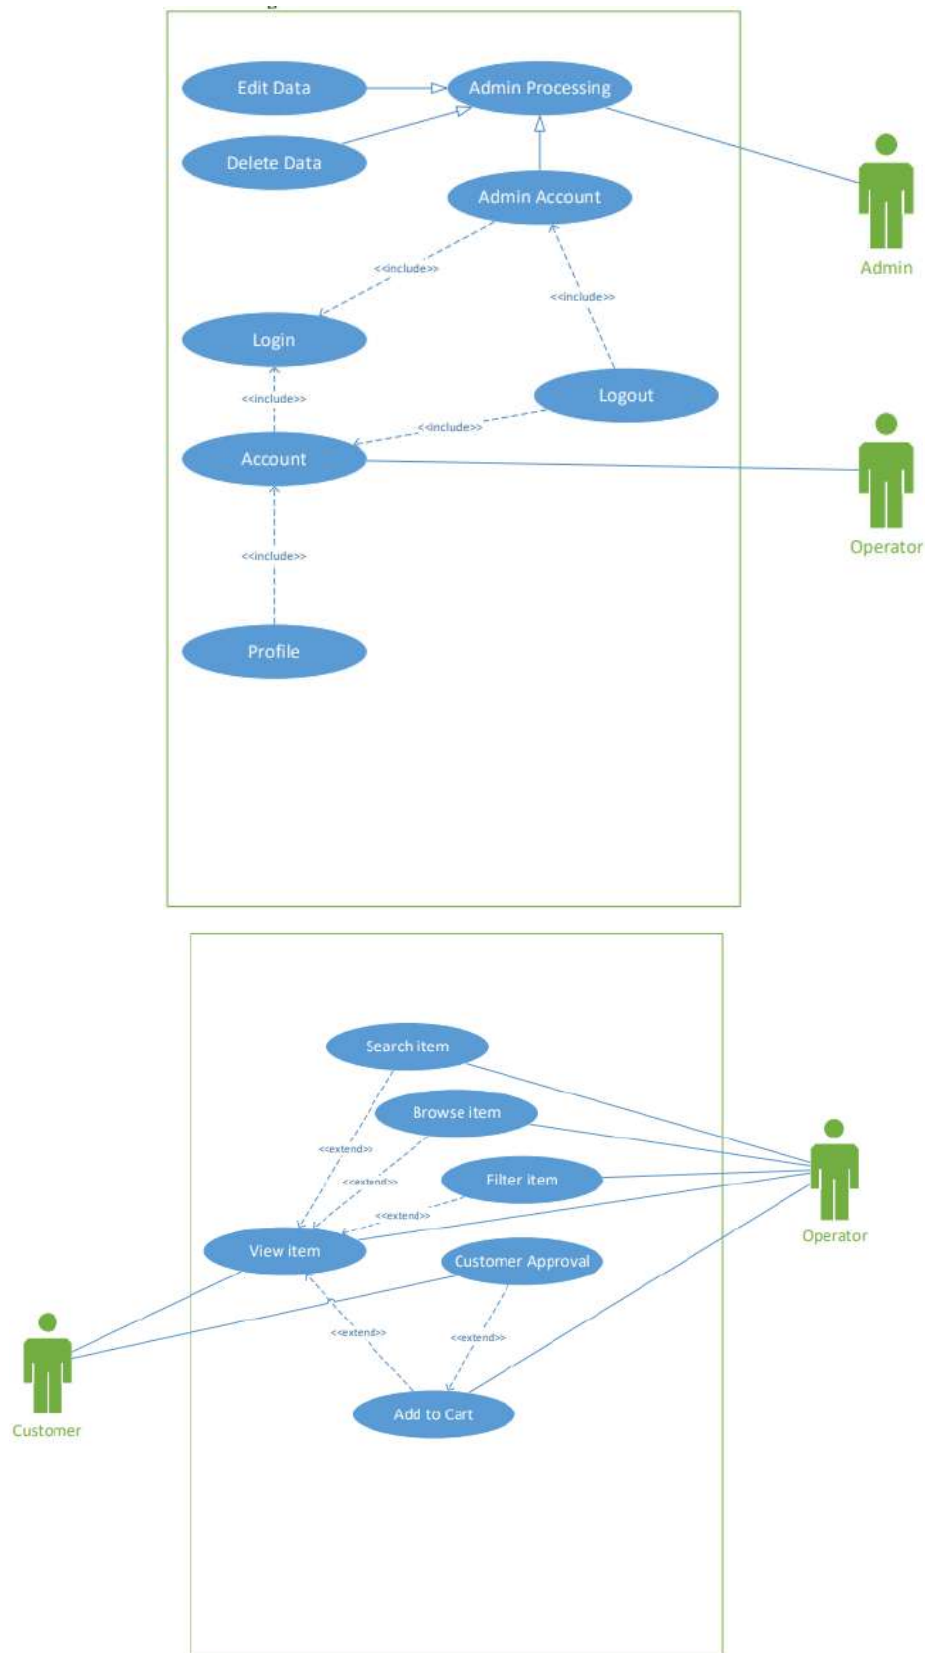 Edit Data
Admin Processing
Delete Data
Admin Account
Admin
<<include>>
<<include>>
Login
Logout
<<include>>
<<include>>
Account
Operator
<<include>>
Profile
Search item
Browse item
<<extend>>
Filter item
<<extend>>
<<extend>>
Operator
View item
Customer Approval
<<extend>>
<<extend>>
Add to Cart
Customer